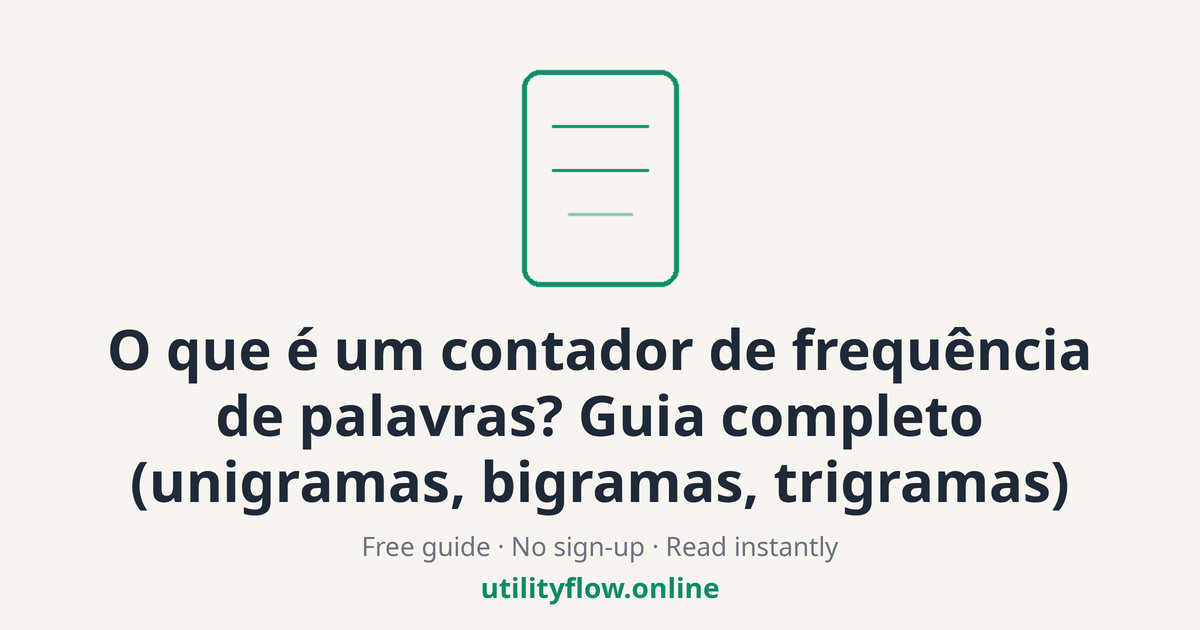 O que é um contador de frequência
de palavras? Guia completo
(unigramas, bigramas, trigramas)
Free guide · No sign-up · Read instantly
utilityflow.online